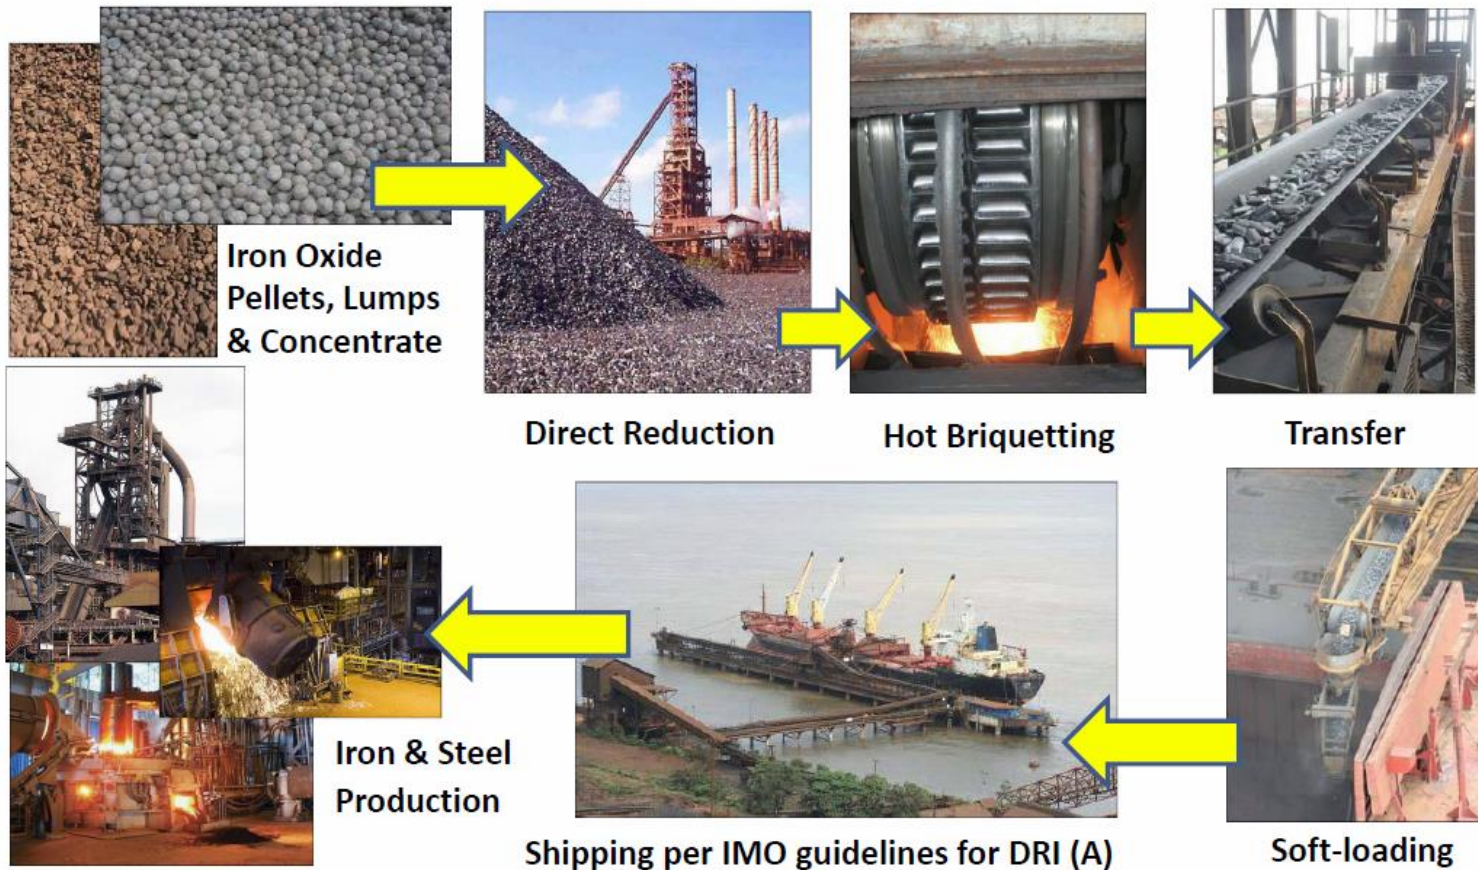 Iron Oxide
Pellets, Lumps
& Concentrate
Direct Reduction
Hot Briquetting
Transfer
Soft-loading
Shipping per IMO guidelines for DRI (A)
Iron & Steel
Production